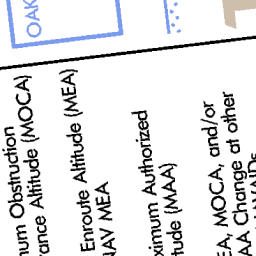 OAK
num Obstruction
ance Altitude (MOCA)
Enroute Altitude (MEA)
NAV MEA
ximum Authorized
tude (MAA)
EA, MOCA, and/or
AA Change at other